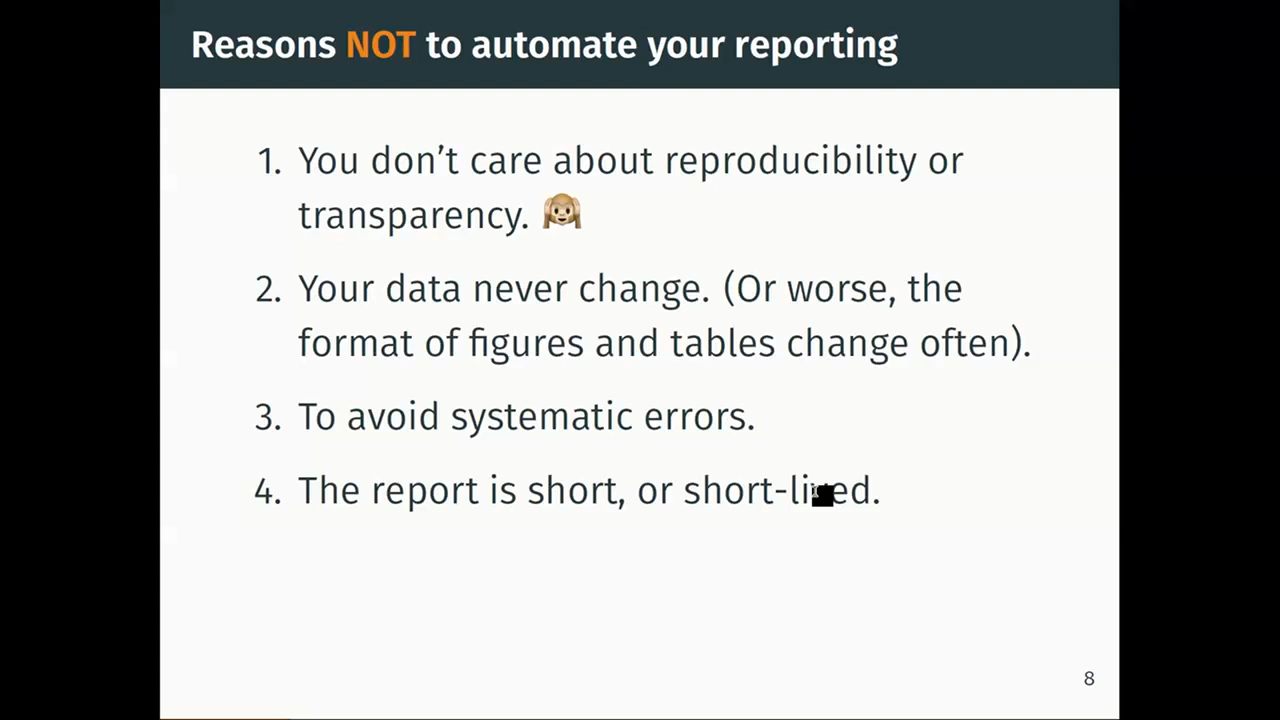 Reasons NOT to automate your reporting
1. You don't care about reproducibility or
transparency. 🙉
2. Your data never change. (Or worse, the
format of figures and tables change often).
3. To avoid systematic errors.
4. The report is short, or short-lived.
8